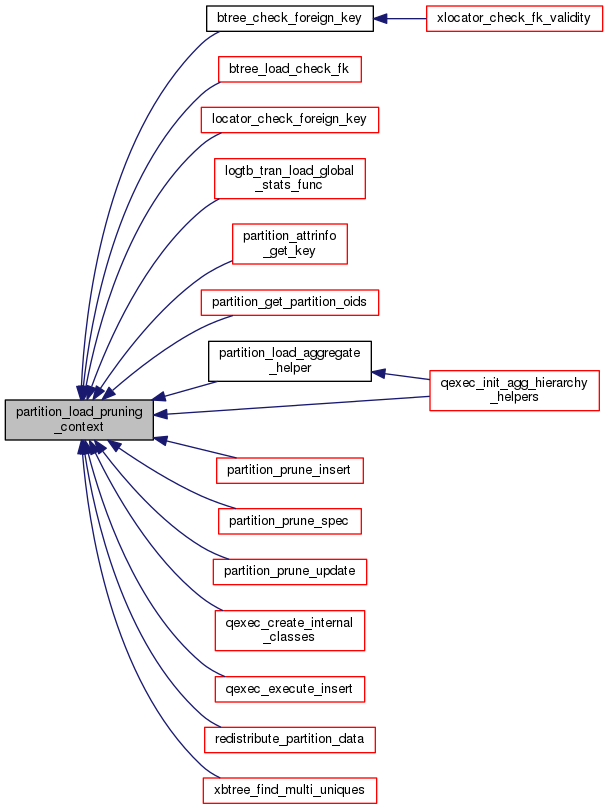 btree_check_foreign_key
xlocator_check_fk_validity
btree_load_check_fk
locator_check_foreign_key
logtb_tran_load_global
_stats_func
partition_attrinfo
_get_key
partition_get_partition_oids
partition_load_aggregate
_helper
qexec_init_agg_hierarchy
_helpers
partition_load_pruning
_context
partition_prune_insert
partition_prune_spec
partition_prune_update
qexec_create_internal
_classes
qexec_execute_insert
redistribute_partition_data
xbtree_find_multi_uniques